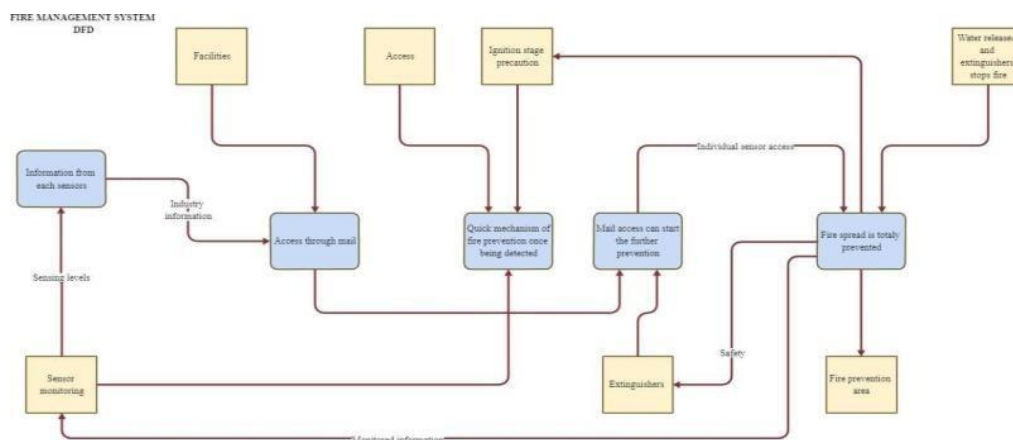 FIRE MANAGEMENT SYSTEM
DFD
Facilities
Access
Ignition stage
precaution
Water released
and
extinguishers
stops fire
Information from
each sensors
Individual sensor access
Industry
information
Access through mail
Quick mechanism of
fire prevention once
being detected
Mail access can start
the further
prevention
Fire spread is totaly
prevented
Sensing levels
Safety
Sensor
monitoring
Extinguishers
Fire prevention
area
Monitored information